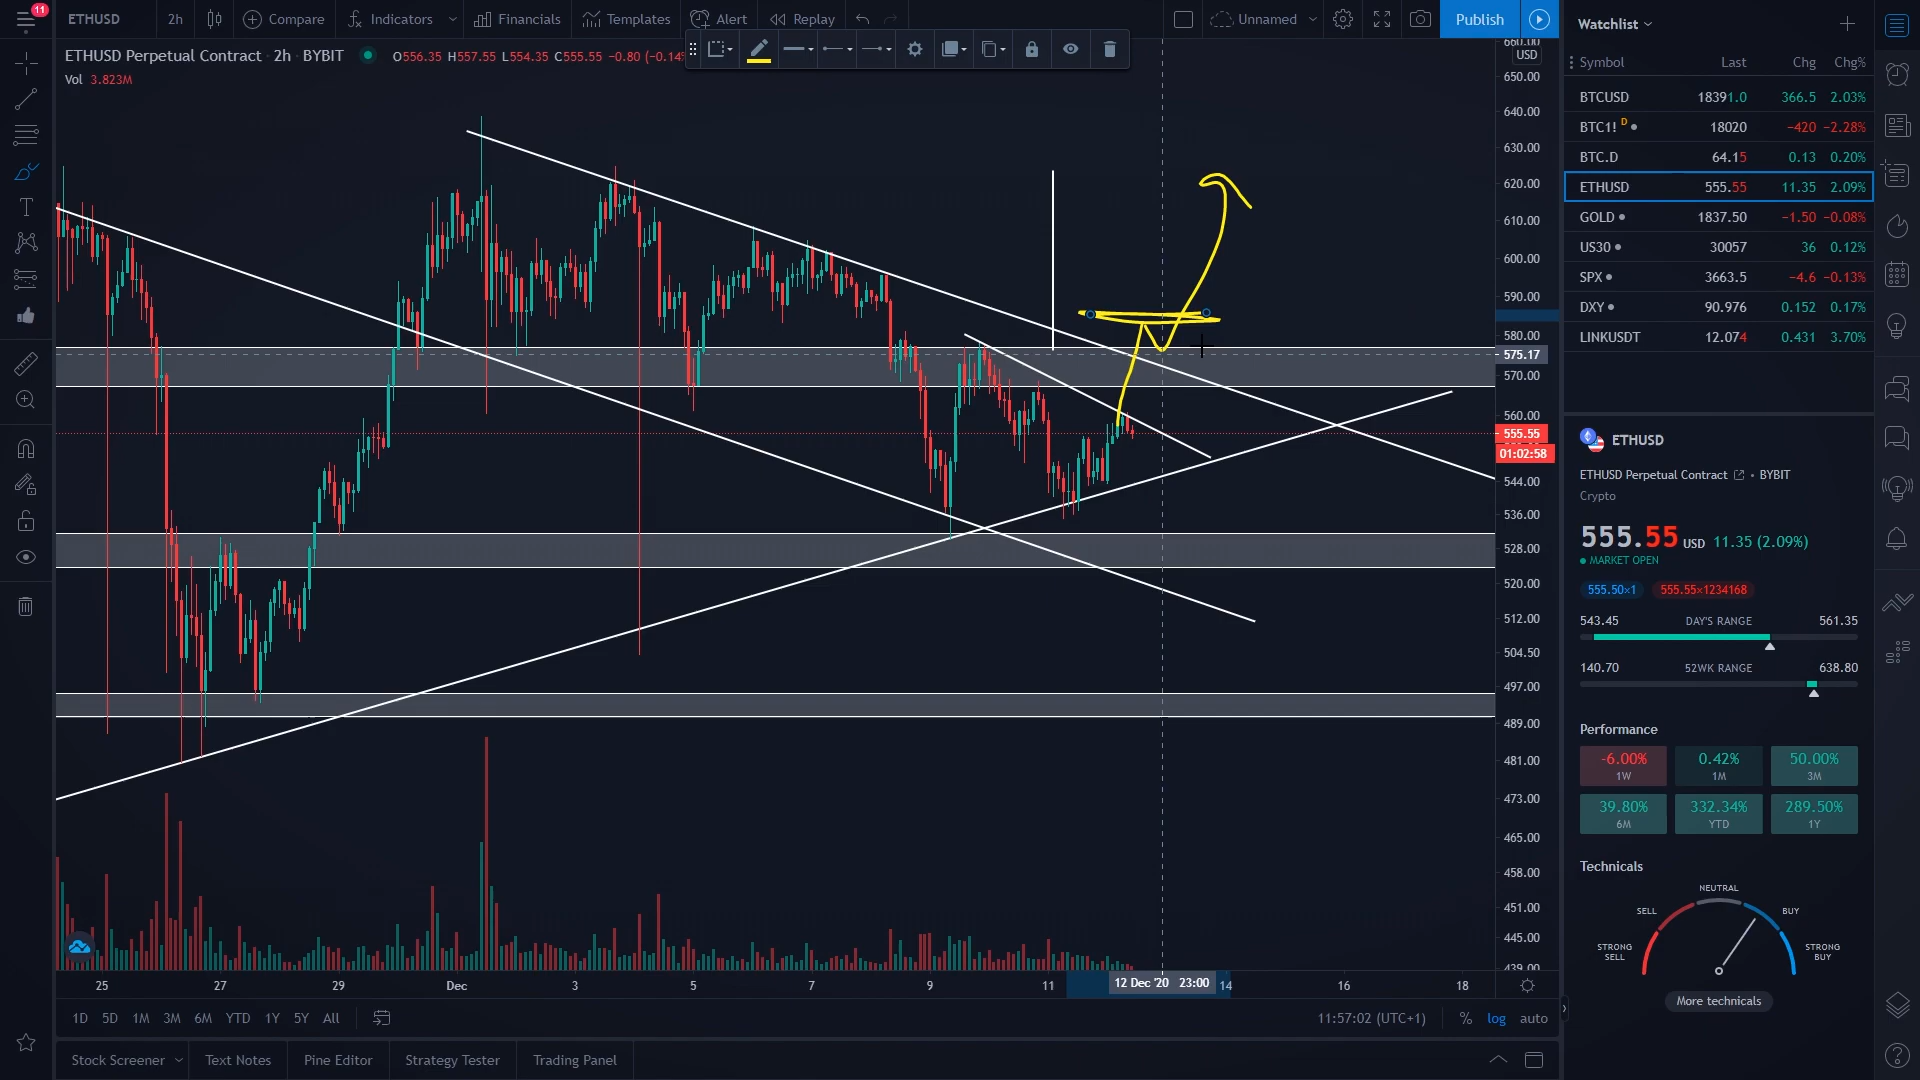 11
ETHUSD 2h Compare Indicators Financials Templates Alert Replay Unnamed Publish
ETHUSD Perpetual Contract · 2h · BYBIT O556.35 H557.55 L554.35 C555.55 −0.80 (−0.14
Vol 3.823M
660.00
USD
650.00
640.00
630.00
620.00
610.00
600.00
590.00
580.00
575.17
570.00
560.00
555.55
01:02:58
544.00
536.00
528.00
520.00
512.00
504.50
497.00
489.00
481.00
473.00
465.00
458.00
451.00
445.00
439.00
25 27 29 Dec 3 5 7 9 11 12 Dec '20 23:00 14 16 18
1D 5D 1M 3M 6M YTD 1Y 5Y All 11:57:02 (UTC+1) % log auto
Stock Screener Text Notes Pine Editor Strategy Tester Trading Panel
Watchlist
Symbol Last Chg Chg%
BTCUSD 18391.0 366.5 2.03%
BTC1! D 18020 −420 −2.28%
BTC.D 64.15 0.13 0.20%
ETHUSD 555.55 11.35 2.09%
GOLD 1837.50 −1.50 −0.08%
US30 30057 36 0.12%
SPX 3663.5 −4.6 −0.13%
DXY 90.976 0.152 0.17%
LINKUSDT 12.074 0.431 3.70%
ETHUSD
ETHUSD Perpetual Contract • BYBIT
Crypto
555.55 USD 11.35 (2.09%)
MARKET OPEN
555.50×1 555.55×1234168
543.45 DAY'S RANGE 561.35
140.70 52WK RANGE 638.80
Performance
-6.00% 0.42% 50.00%
1W 1M 3M
39.80% 332.34% 289.50%
6M YTD 1Y
Technicals
NEUTRAL
SELL BUY
STRONG SELL STRONG BUY
More technicals